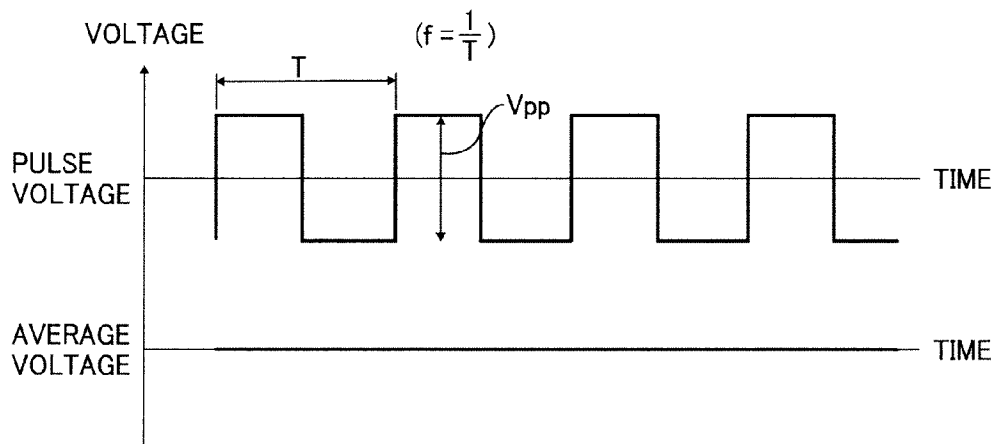 VOLTAGE
(f = 1/T)
T
Vpp
PULSE
VOLTAGE
TIME
AVERAGE
VOLTAGE
TIME